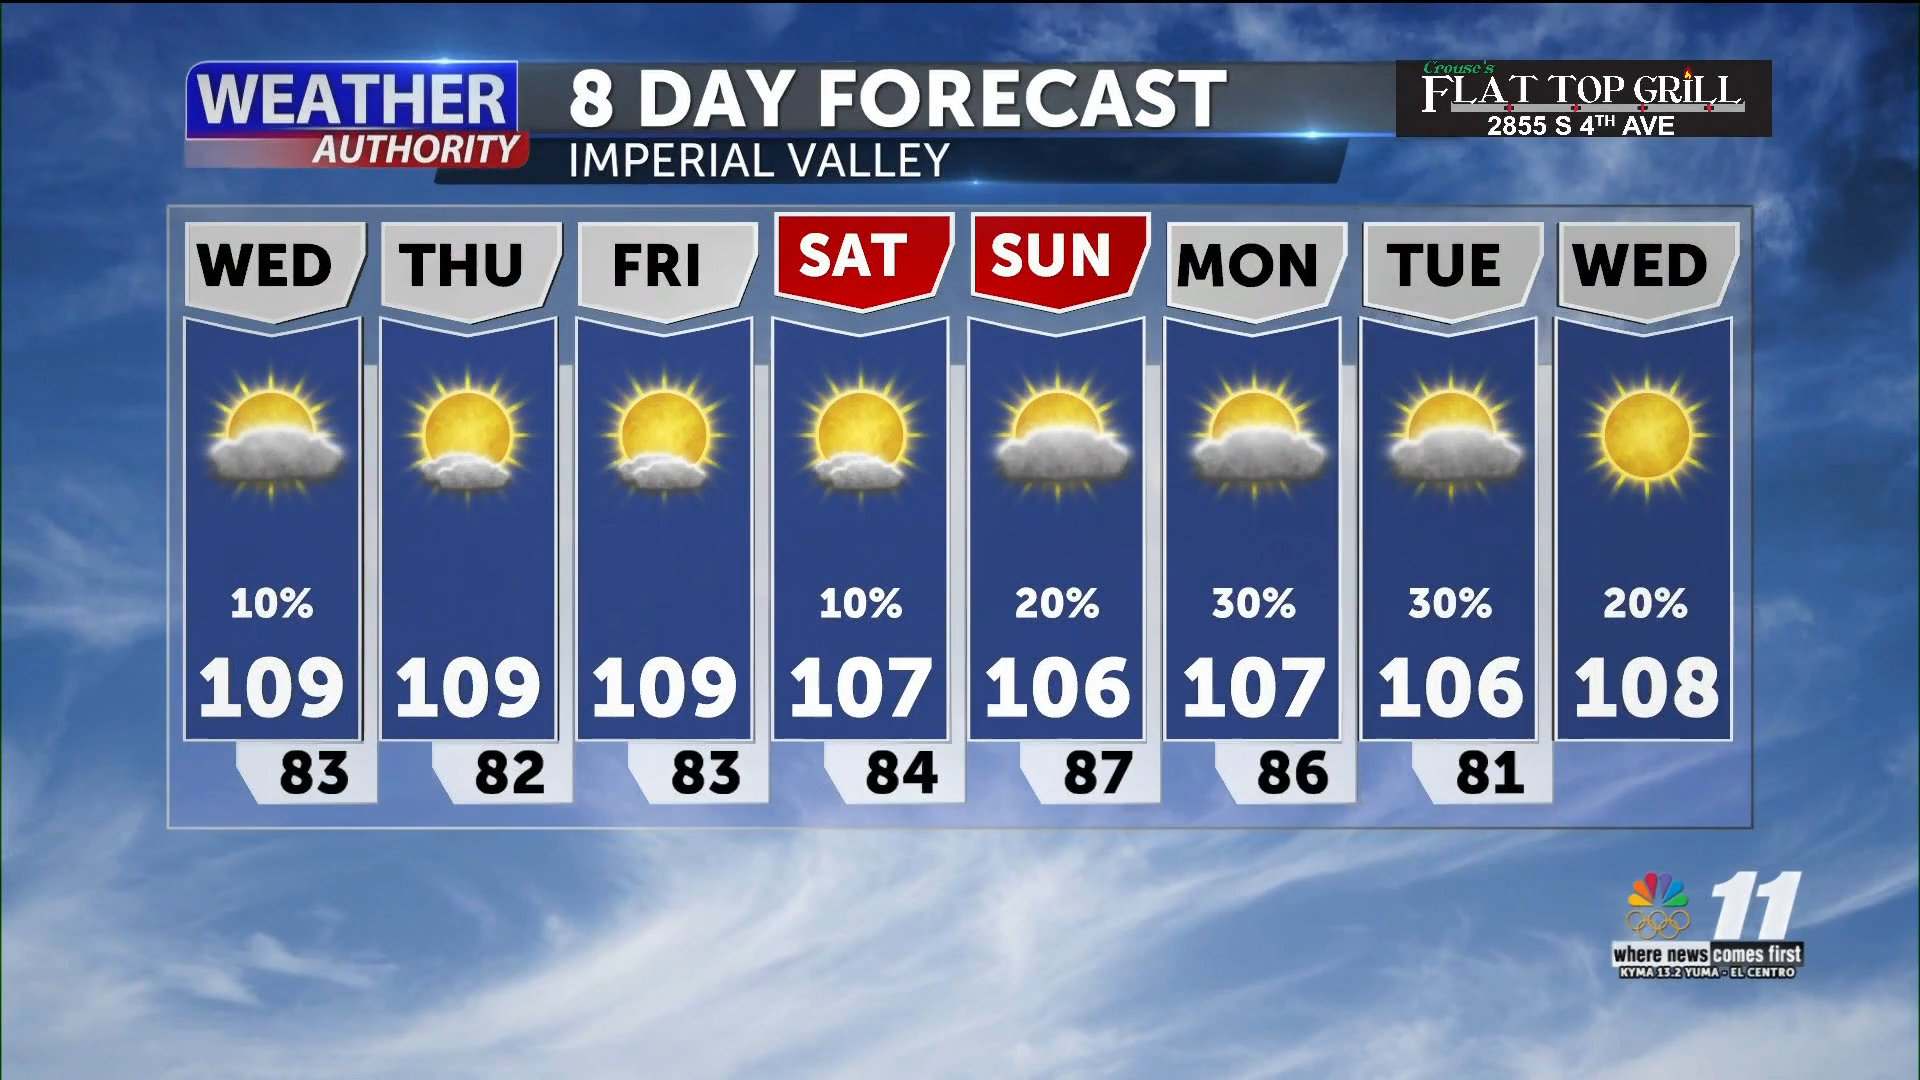 WEATHER
AUTHORITY
8 DAY FORECAST
IMPERIAL VALLEY
Crouse's
FLAT TOP GRILL
2855 S 4TH AVE
WED THU FRI SAT SUN MON TUE WED
10% 10% 20% 30% 30% 20%
109 109 109 107 106 107 106 108
83 82 83 84 87 86 81
11
where news comes first
KYMA 13.2 YUMA - EL CENTRO